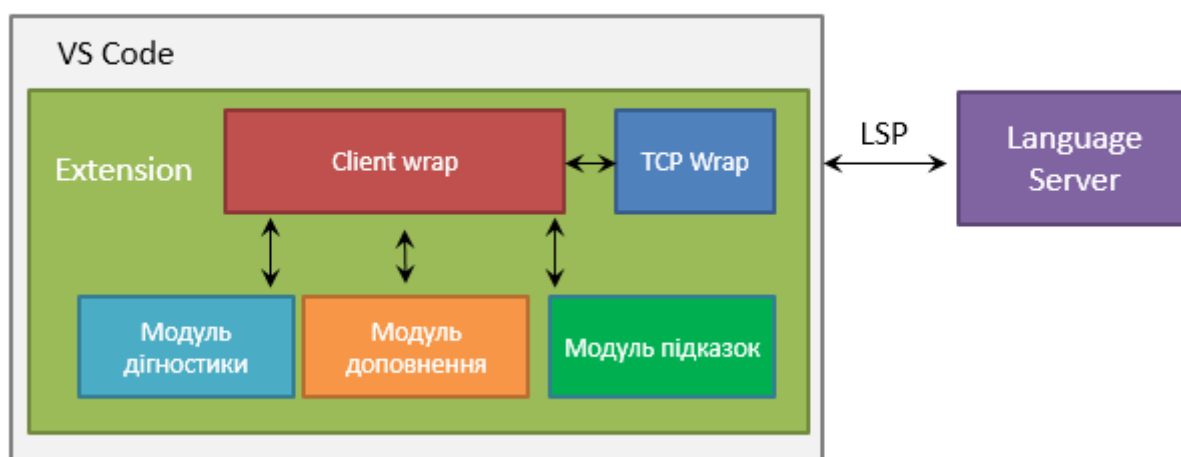 VS Code
Extension
Client wrap
TCP Wrap
LSP
Language
Server
Модуль
дігностики
Модуль
доповнення
Модуль підказок